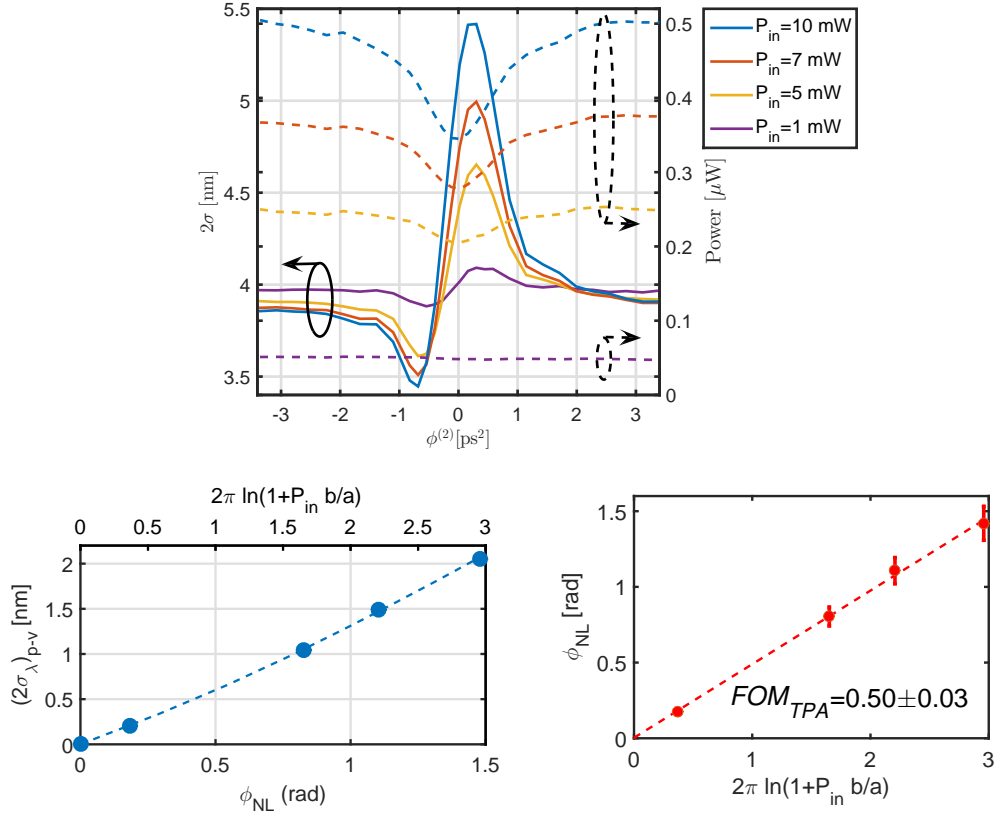 5.5
5
4.5
4
3.5
2σ [nm]
-3 -2 -1 0 1 2 3
ϕ⁽²⁾[ps²]
0.5
0.4
0.3
0.2
0.1
0
Power [μW]
P_in=10 mW
P_in=7 mW
P_in=5 mW
P_in=1 mW
2π ln(1+P_in b/a)
0 0.5 1 1.5 2 2.5 3
2
1.5
1
0.5
0
(2σ_λ)_p-v [nm]
0 0.5 1 1.5
ϕ_NL (rad)
1.5
1
0.5
0
ϕ_NL [rad]
FOM_TPA=0.50±0.03
0 1 2 3
2π ln(1+P_in b/a)